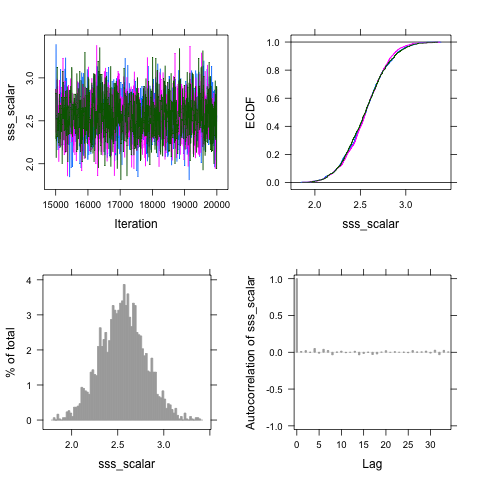 sss_scalar
3.0
2.5
2.0
15000 16000 17000 18000 19000 20000
Iteration
ECDF
1.0
0.8
0.6
0.4
0.2
0.0
2.0 2.5 3.0
sss_scalar
% of total
4
3
2
1
0
2.0 2.5 3.0
sss_scalar
Autocorrelation of sss_scalar
1.0
0.5
0.0
-0.5
-1.0
0 5 10 15 20 25 30
Lag